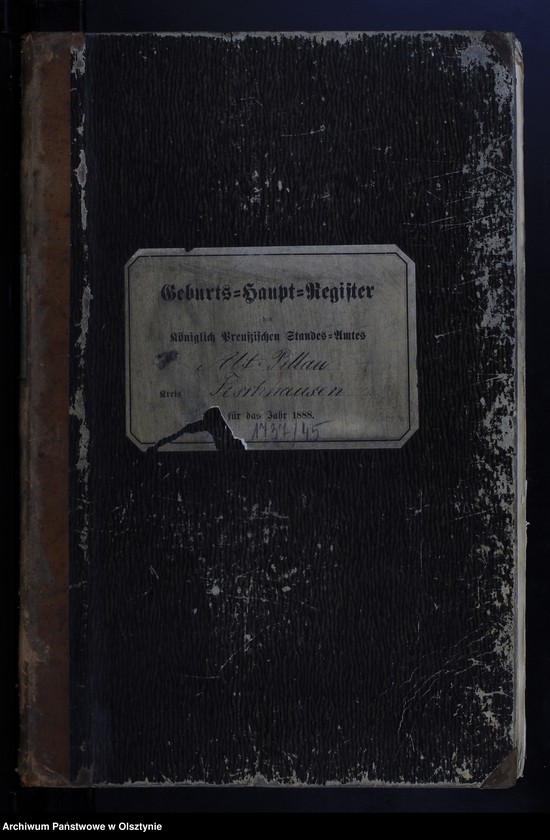 Geburts=Haupt=Register
des
Königlich Preußischen Standes=Amtes
Alt-Pillau
Kreis Fischhausen
für das Jahr 1888.
1737/45
Archiwum Państwowe w Olsztynie